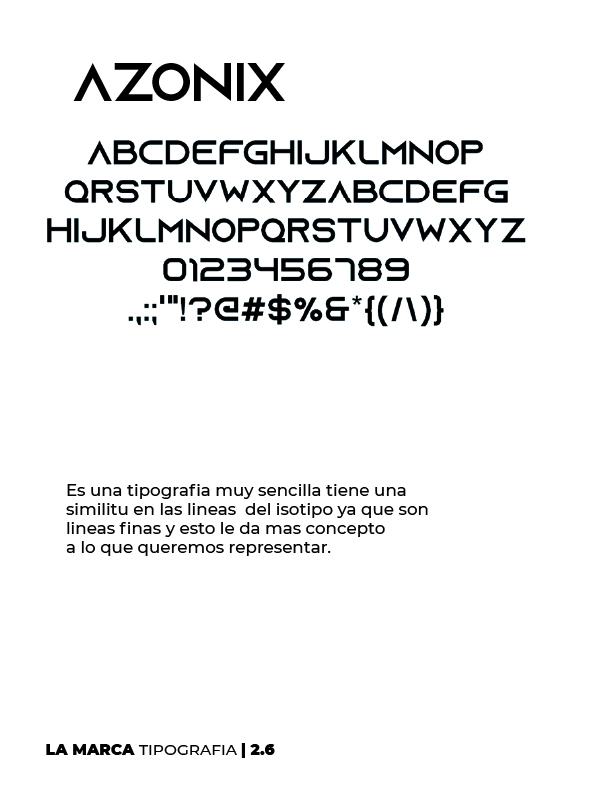 AZONIX
ABCDEFGHIJKLMNOP
QRSTUVWXYZABCDEFG
HIJKLMNOPQRSTUVWXYZ
0123456789
.,:;'"!?@#$%&*{(/\)}
Es una tipografia muy sencilla tiene una
similitu en las lineas  del isotipo ya que son
lineas finas y esto le da mas concepto
a lo que queremos representar.
LA MARCA TIPOGRAFIA | 2.6